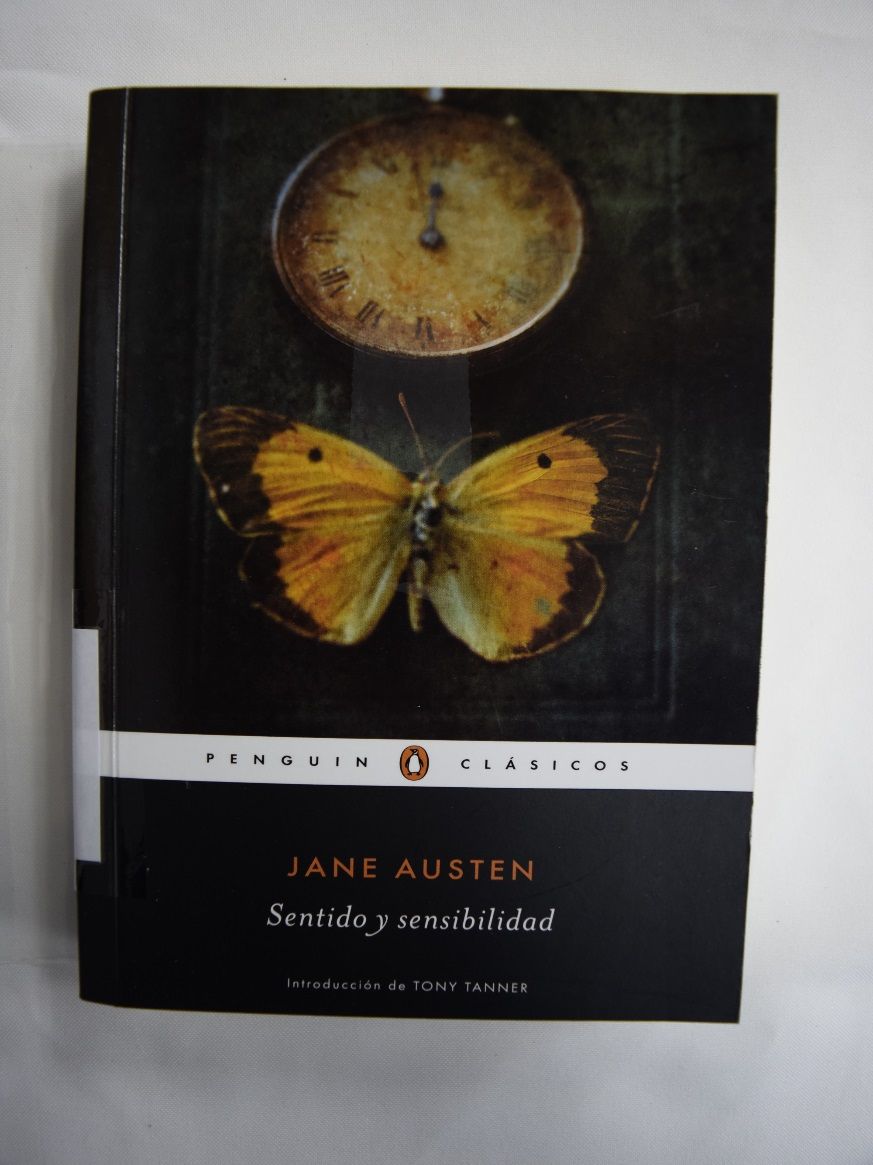 PENGUIN CLÁSICOS
JANE AUSTEN
Sentido y sensibilidad
Introducción de TONY TANNER